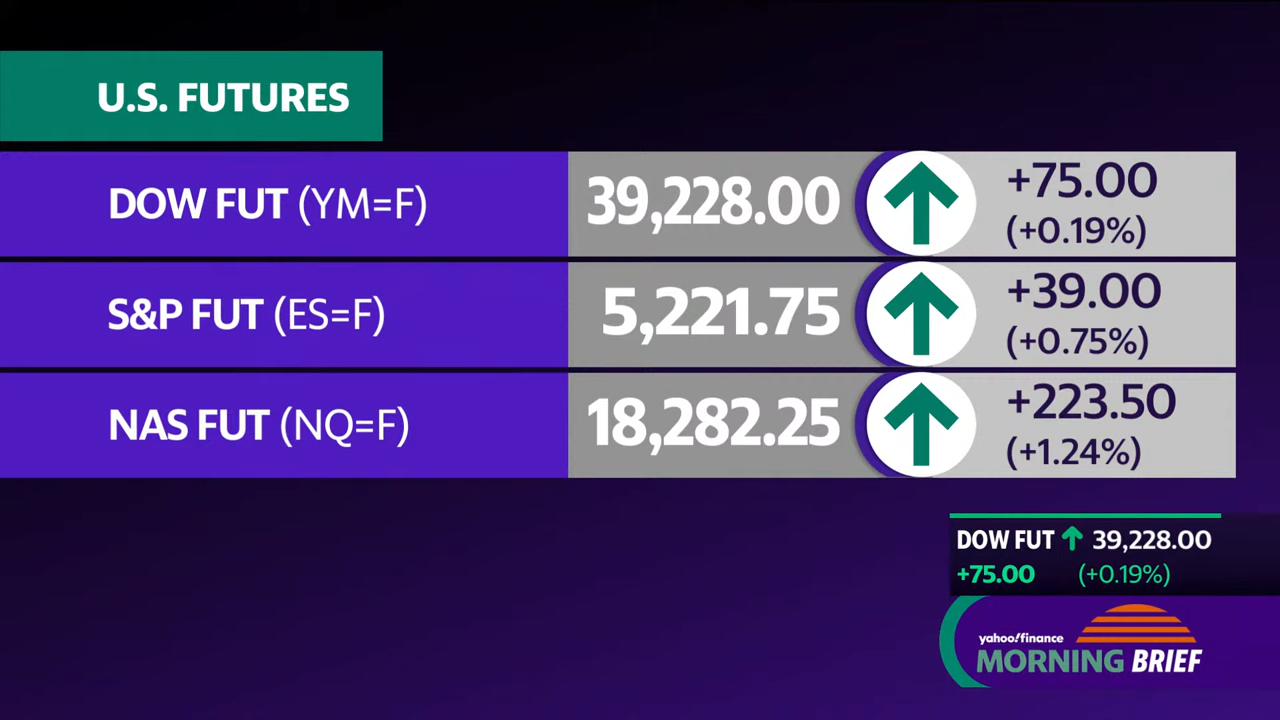 U.S. FUTURES
DOW FUT (YM=F) 39,228.00 +75.00
(+0.19%)
S&P FUT (ES=F) 5,221.75 +39.00
(+0.75%)
NAS FUT (NQ=F) 18,282.25 +223.50
(+1.24%)
DOW FUT 39,228.00
+75.00 (+0.19%)
yahoo!finance
MORNING BRIEF